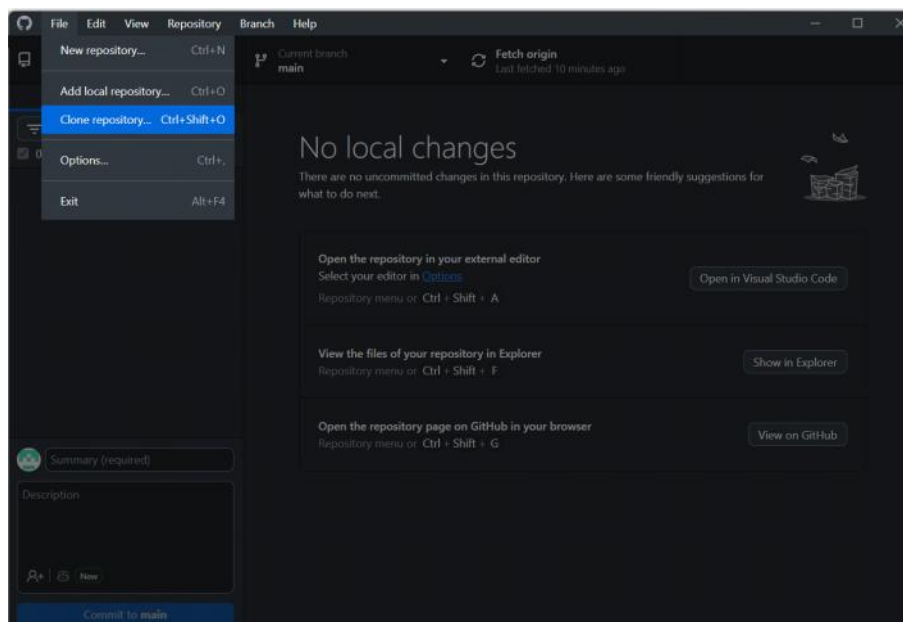 File Edit View Repository Branch Help
New repository... Ctrl+N
Add local repository... Ctrl+O
Clone repository... Ctrl+Shift+O
Options... Ctrl+,
Exit Alt+F4
Current branch
main
Fetch origin
Last fetched 10 minutes ago
0
No local changes
There are no uncommitted changes in this repository. Here are some friendly suggestions for
what to do next.
Open the repository in your external editor
Select your editor in Options
Repository menu or Ctrl + Shift + A
Open in Visual Studio Code
View the files of your repository in Explorer
Repository menu or Ctrl + Shift + F
Show in Explorer
Open the repository page on GitHub in your browser
Repository menu or Ctrl + Shift + G
View on GitHub
Summary (required)
Description
New
Commit to main